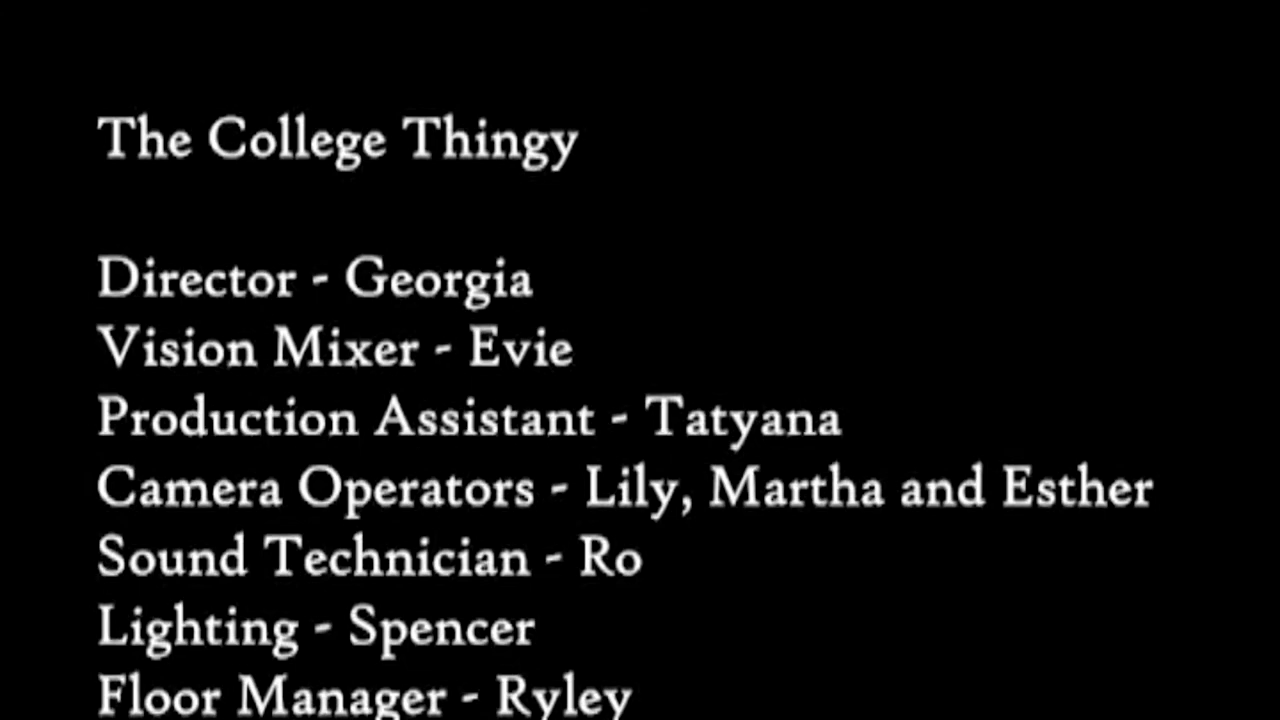 The College Thingy
Director - Georgia
Vision Mixer - Evie
Production Assistant - Tatyana
Camera Operators - Lily, Martha and Esther
Sound Technician - Ro
Lighting - Spencer
Floor Manager - Ryley